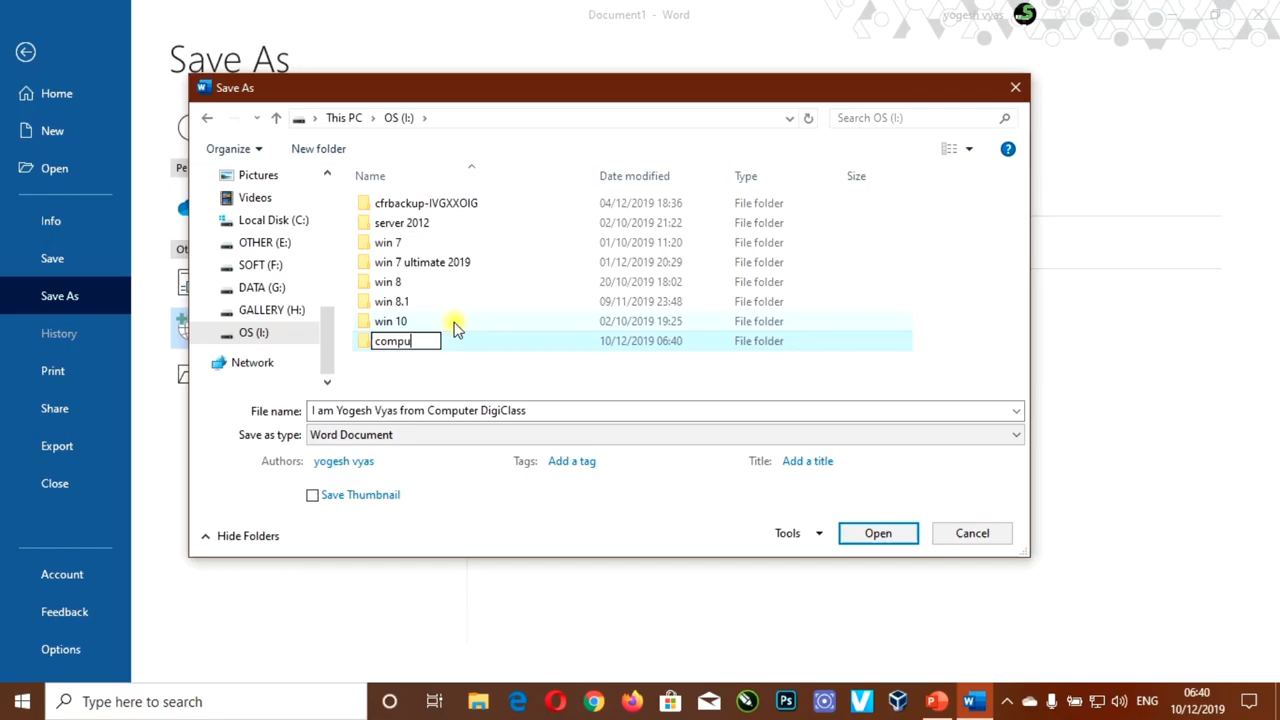 Document1 - Word
yogesh vyas
Save As
Home
New
Open
Info
Save
Save As
History
Print
Share
Export
Close
Account
Feedback
Options
Pe
Ot
Save As
This PC > OS (I:) >
Search OS (I:)
Organize
New folder
Name Date modified Type Size
Pictures
Videos
Local Disk (C:)
OTHER (E:)
SOFT (F:)
DATA (G:)
GALLERY (H:)
OS (I:)
Network
cfrbackup-IVGXXOIG 04/12/2019 18:36 File folder
server 2012 02/10/2019 21:22 File folder
win 7 01/10/2019 11:20 File folder
win 7 ultimate 2019 01/12/2019 20:29 File folder
win 8 20/10/2019 18:02 File folder
win 8.1 09/11/2019 23:48 File folder
win 10 02/10/2019 19:25 File folder
compu 10/12/2019 06:40 File folder
File name: I am Yogesh Vyas from Computer DigiClass
Save as type: Word Document
Authors: yogesh vyas Tags: Add a tag Title: Add a title
Save Thumbnail
Hide Folders
Tools Open Cancel
Type here to search
ENG
06:40
10/12/2019